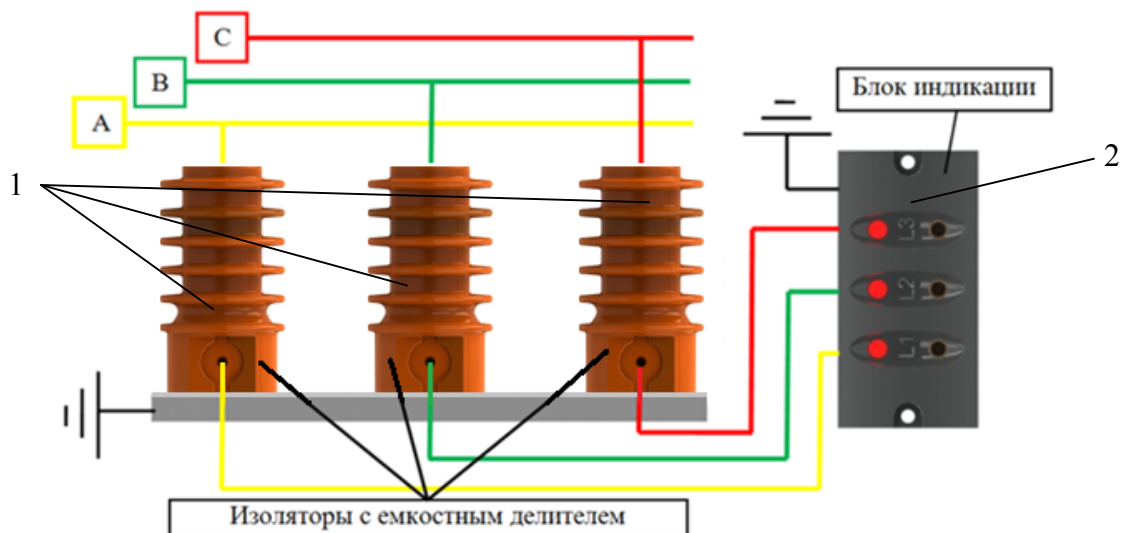 C
B
A
Блок индикации
1
2
L3
L2
L1
Изоляторы с емкостным делителем